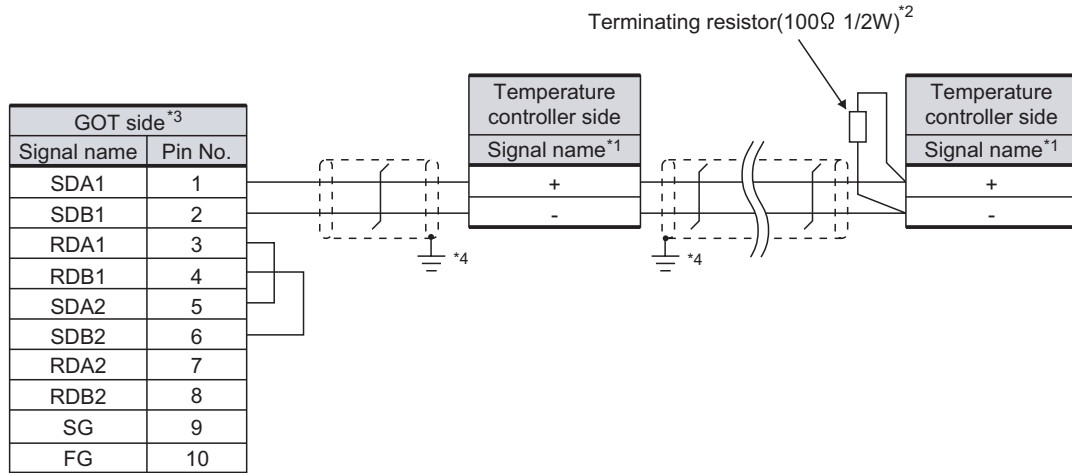 Terminating resistor(100Ω 1/2W)*2
GOT side*3
Signal name Pin No.
SDA1 1
SDB1 2
RDA1 3
RDB1 4
SDA2 5
SDB2 6
RDA2 7
RDB2 8
SG 9
FG 10
Temperature
controller side
Signal name*1
+
-
*4
*4
Temperature
controller side
Signal name*1
+
-